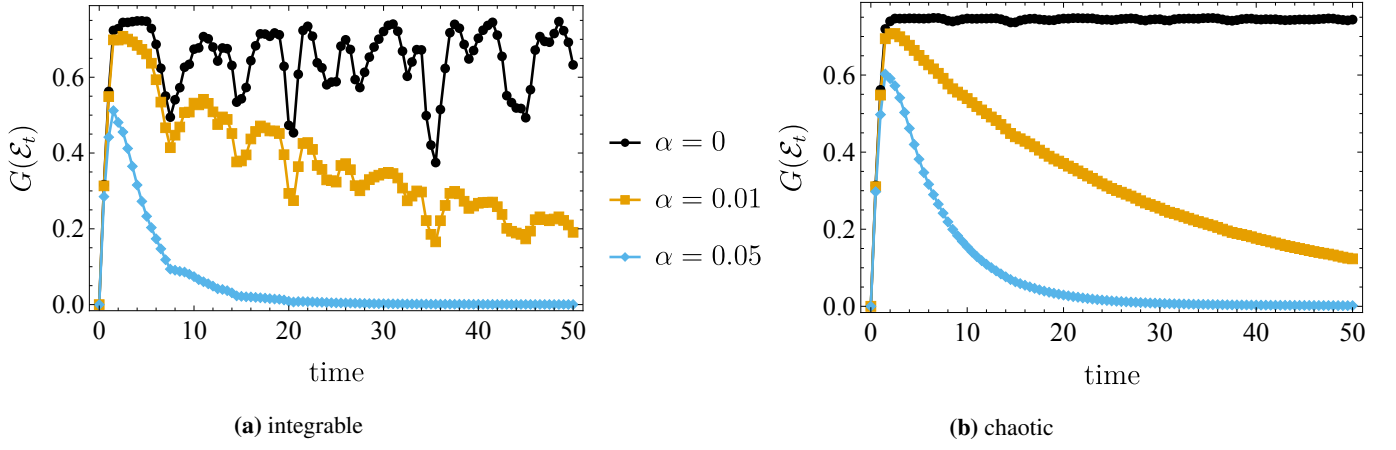 G(ℰ_t)
0.6
0.4
0.2
0.0
0 10 20 30 40 50
time
(a) integrable
α = 0
α = 0.01
α = 0.05
G(ℰ_t)
0.6
0.4
0.2
0.0
0 10 20 30 40 50
time
(b) chaotic